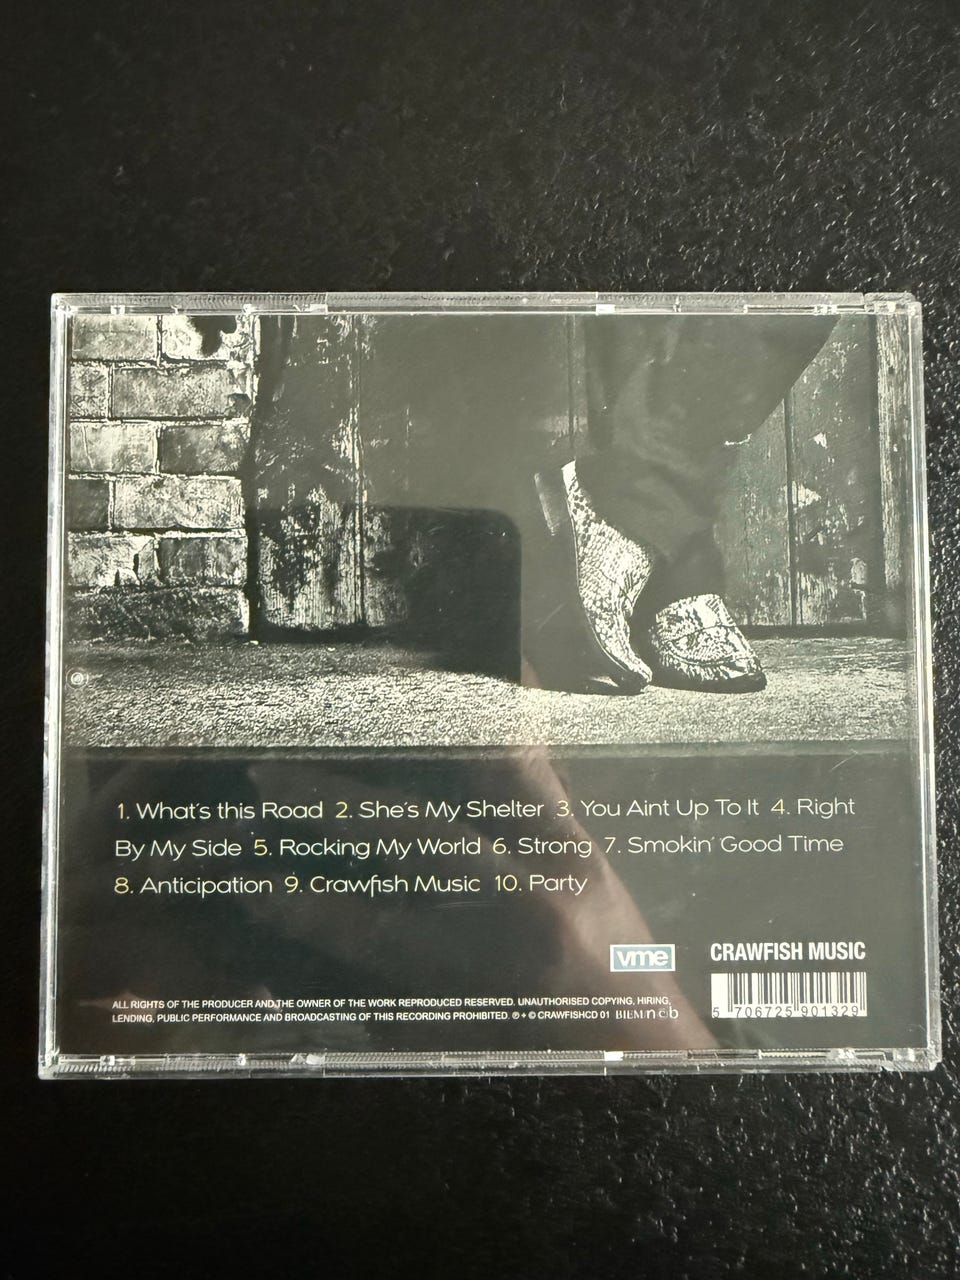 1. What's this Road 2. She's My Shelter 3. You Aint Up To It 4. Right
By My Side 5. Rocking My World 6. Strong 7. Smokin' Good Time
8. Anticipation 9. Crawfish Music 10. Party
vme
CRAWFISH MUSIC
ALL RIGHTS OF THE PRODUCER AND THE OWNER OF THE WORK REPRODUCED RESERVED. UNAUTHORISED COPYING, HIRING,
LENDING, PUBLIC PERFORMANCE AND BROADCASTING OF THIS RECORDING PROHIBITED. ℗ + © CRAWFISHCD 01 BIEM/n©b
5 706725 901329